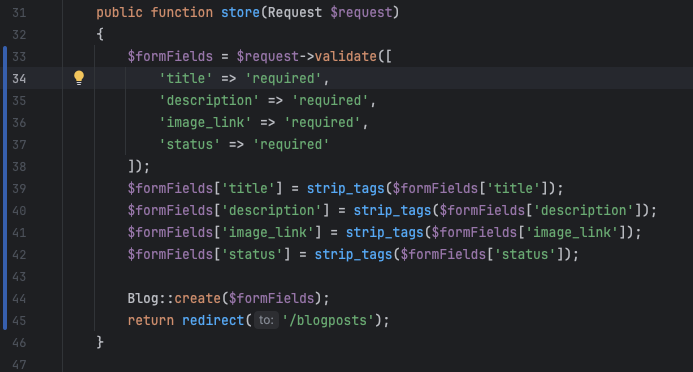 31 public function store(Request $request)
32 {
33 $formFields = $request->validate([
34 'title' => 'required',
35 'description' => 'required',
36 'image_link' => 'required',
37 'status' => 'required'
38 ]);
39 $formFields['title'] = strip_tags($formFields['title']);
40 $formFields['description'] = strip_tags($formFields['description']);
41 $formFields['image_link'] = strip_tags($formFields['image_link']);
42 $formFields['status'] = strip_tags($formFields['status']);
43
44 Blog::create($formFields);
45 return redirect( to: '/blogposts');
46 }
47